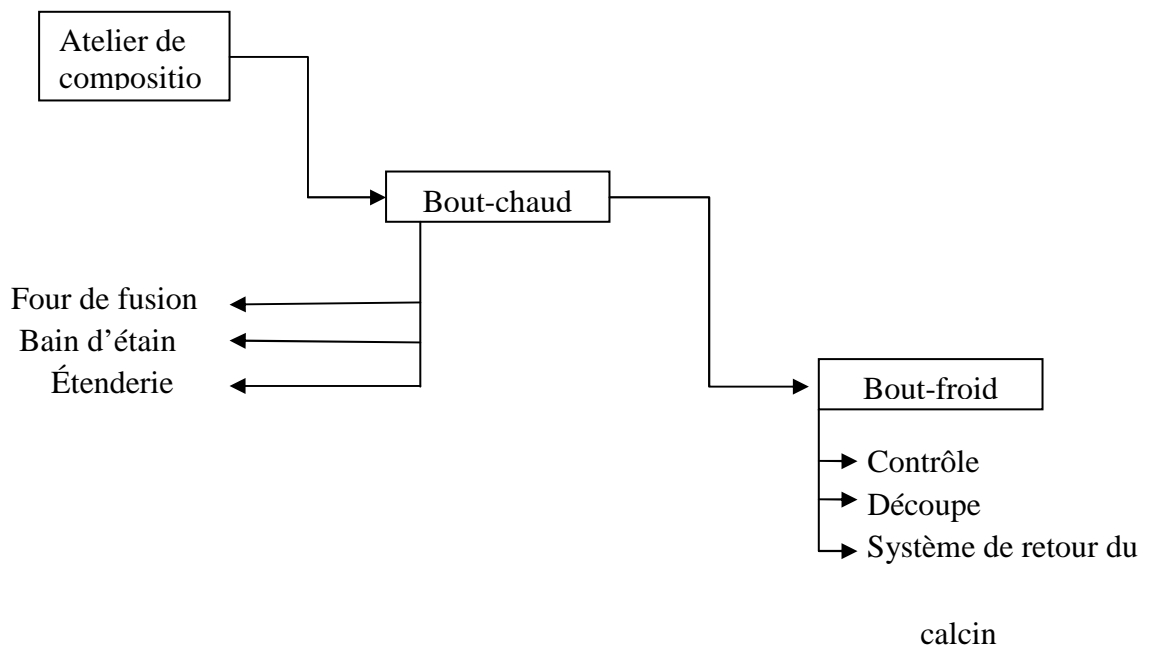 Atelier de
compositio
Bout-chaud
Four de fusion
Bain d’étain
Étenderie
Bout-froid
Contrôle
Découpe
Système de retour du
calcin